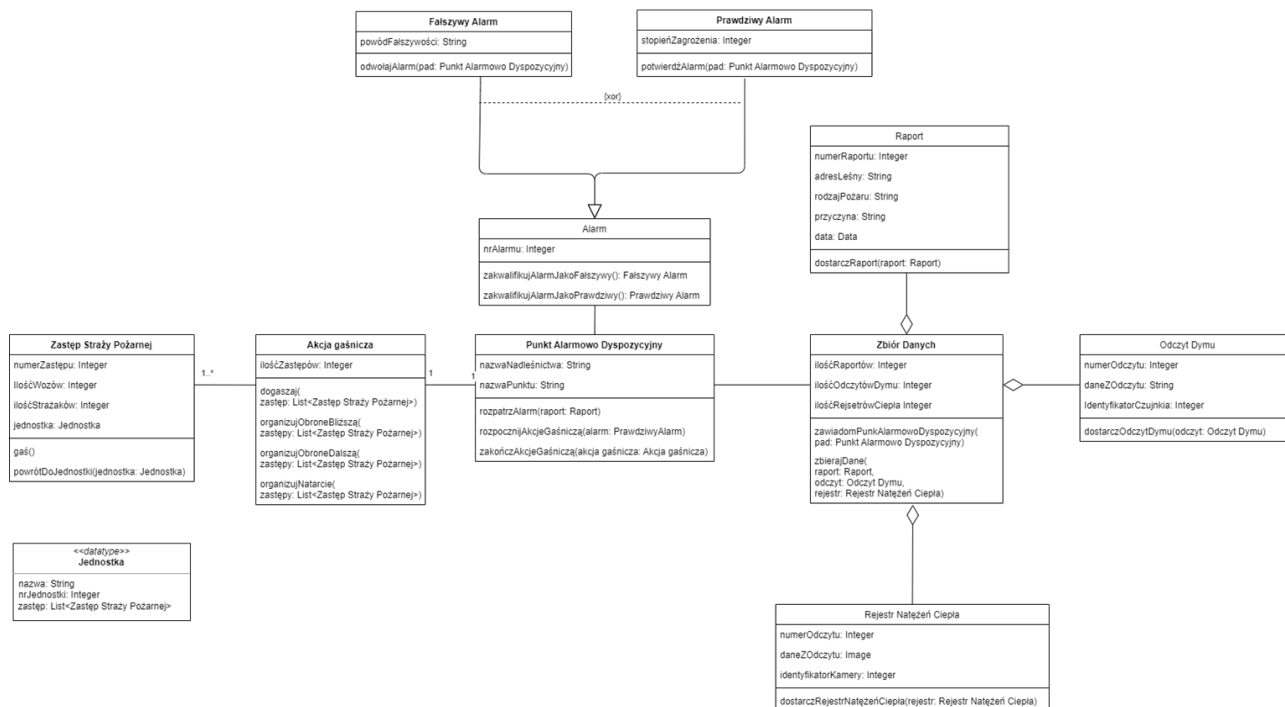 Fałszywy Alarm
powódFałszywości: String
odwołajAlarm(pad: Punkt Alarmowo Dyspozycyjny)
Prawdziwy Alarm
stopieńZagrożenia: Integer
potwierdźAlarm(pad: Punkt Alarmowo Dyspozycyjny)
{xor}
Raport
numerRaportu: Integer
adresLeśny: String
rodzajPożaru: String
przyczyna: String
data: Data
dostarczRaport(raport: Raport)
Alarm
nrAlarmu: Integer
zakwalifikujAlarmJakoFałszywy(): Fałszywy Alarm
zakwalifikujAlarmJakoPrawdziwy(): Prawdziwy Alarm
Zastęp Straży Pożarnej
numerZastępu: Integer
IlośćWozów: Integer
ilośćStrażaków: Integer
jednostka: Jednostka
gaś()
powrótDoJednostki(jednostka: Jednostka)
1..*
Akcja gaśnicza
ilośćZastępów: Integer
dogaszaj(
zastęp: List<Zastęp Straży Pożarnej>)
organizujObroneBliższą(
zastępy: List<Zastęp Straży Pożarnej>)
organizujObroneDalszą(
zastępy: List<Zastęp Straży Pożarnej>)
organizujNatarcie(
zastępy: List<Zastęp Straży Pożarnej>)
1
1
Punkt Alarmowo Dyspozycyjny
nazwaNadleśnictwa: String
nazwaPunktu: String
rozpatrzAlarm(raport: Raport)
rozpocznijAkcjeGaśniczą(alarm: PrawdziwyAlarm)
zakończAkcjeGaśniczą(akcja gaśnicza: Akcja gaśnicza)
Zbiór Danych
ilośćRaportów: Integer
ilośćOdczytówDymu: Integer
ilośćRejsetrówCiepła Integer
zawiadomPunkAlarmowoDyspozycyjny(
pad: Punkt Alarmowo Dyspozycyjny)
zbierajDane(
raport: Raport,
odczyt: Odczyt Dymu,
rejestr: Rejestr Natężeń Ciepła)
Odczyt Dymu
numerOdczytu: Integer
daneZOdczytu: String
IdentyfikatorCzujnkia: Integer
dostarczOdczytDymu(odczyt: Odczyt Dymu)
<<datatype>>
Jednostka
nazwa: String
nrJednostki: Integer
zastęp: List<Zastęp Straży Pożarnej>
Rejestr Natężeń Ciepła
numerOdczytu: Integer
daneZOdczytu: Image
identyfikatorKamery: Integer
dostarczRejestrNatężeńCiepła(rejestr: Rejestr Natężeń Ciepła)